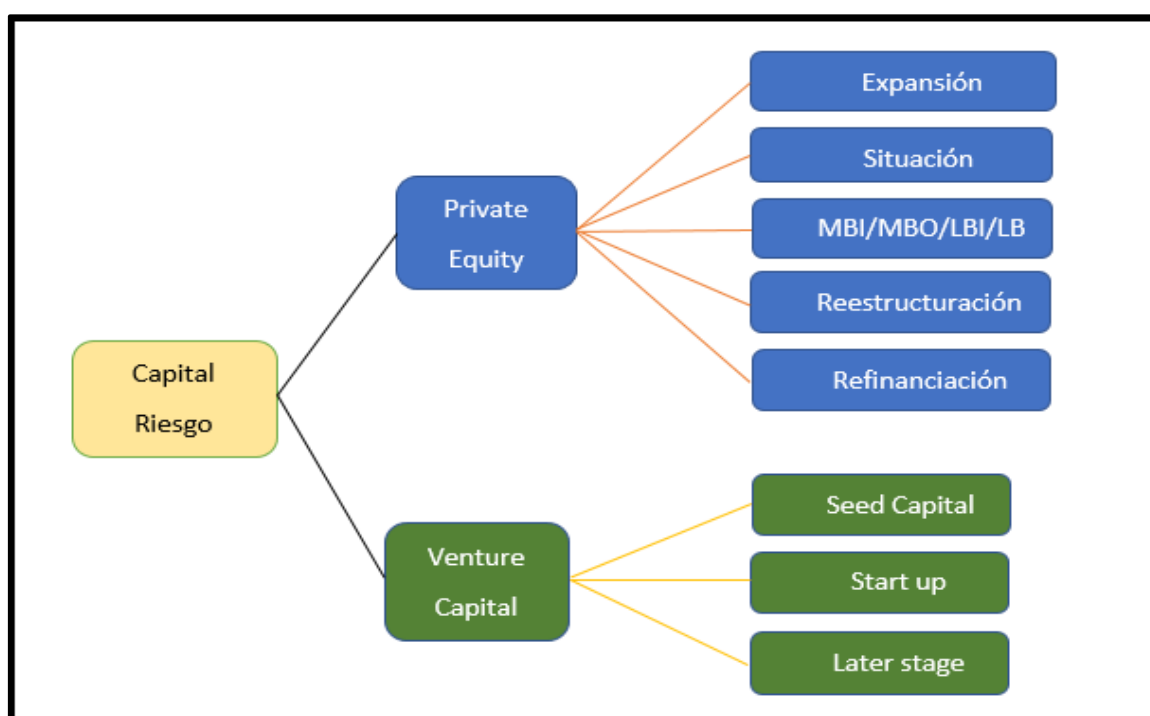 Capital
Riesgo
Private
Equity
Expansión
Situación
MBI/MBO/LBI/LB
Reestructuración
Refinanciación
Venture
Capital
Seed Capital
Start up
Later stage